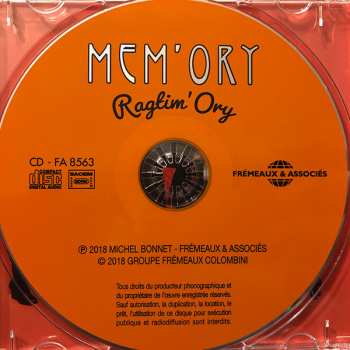 MEM'ORY
Ragtim'Ory
CD - FA 8563
COMPACT
disc
DIGITAL AUDIO
SACEM
FRÉMEAUX & ASSOCIÉS
℗ 2018 MICHEL BONNET - FRÉMEAUX & ASSOCIÉS
© 2018 GROUPE FRÉMEAUX COLOMBINI
Tous droits du producteur phonographique et
du propriétaire de l'œuvre enregistrée réservés.
Sauf autorisation, la duplication, la location, le
prêt, l'utilisation de ce disque pour exécution
publique et radiodiffusion sont interdits.